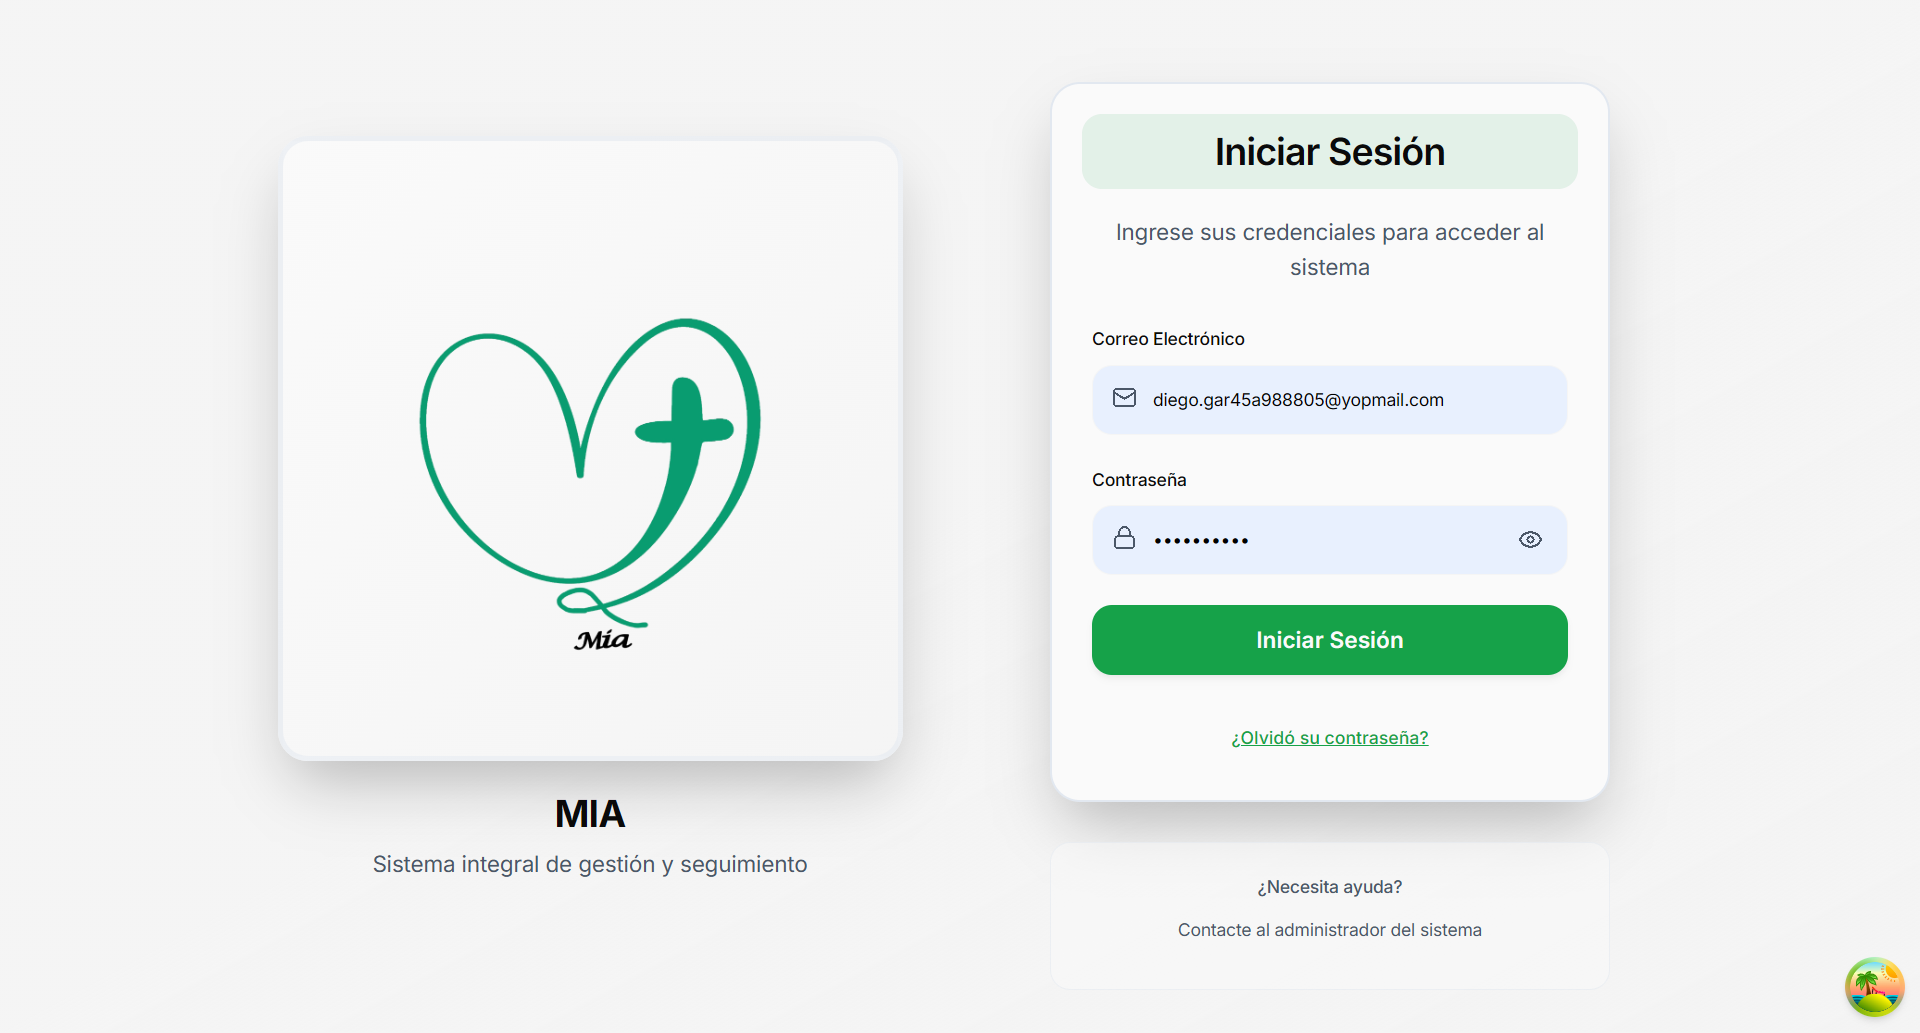 Mía
MIA
Sistema integral de gestión y seguimiento
Iniciar Sesión
Ingrese sus credenciales para acceder al
sistema
Correo Electrónico
diego.gar45a988805@yopmail.com
Contraseña
••••••••••
Iniciar Sesión
¿Olvidó su contraseña?
¿Necesita ayuda?
Contacte al administrador del sistema